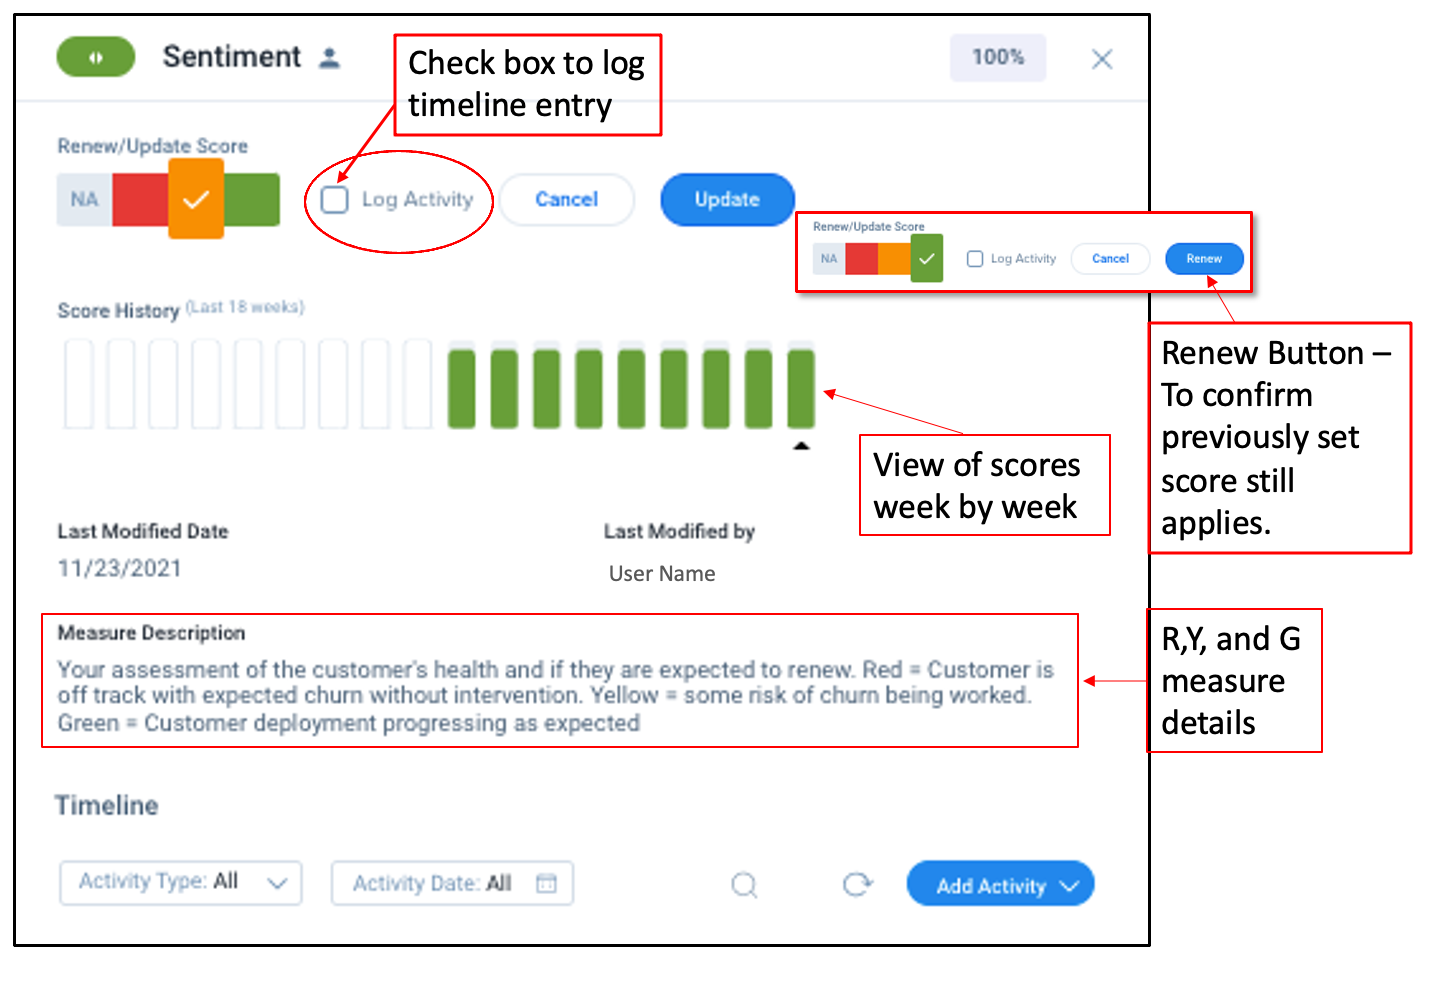 Sentiment
Check box to log
timeline entry
100%
Renew/Update Score
NA
Log Activity
Cancel
Update
Renew/Update Score
NA
Log Activity
Cancel
Renew
Score History (Last 18 weeks)
Renew Button –
To confirm
previously set
score still
applies.
View of scores
week by week
Last Modified Date
11/23/2021
Last Modified by
User Name
Measure Description
Your assessment of the customer's health and if they are expected to renew. Red = Customer is
off track with expected churn without intervention. Yellow = some risk of churn being worked.
Green = Customer deployment progressing as expected
R,Y, and G
measure
details
Timeline
Activity Type: All
Activity Date: All
Add Activity